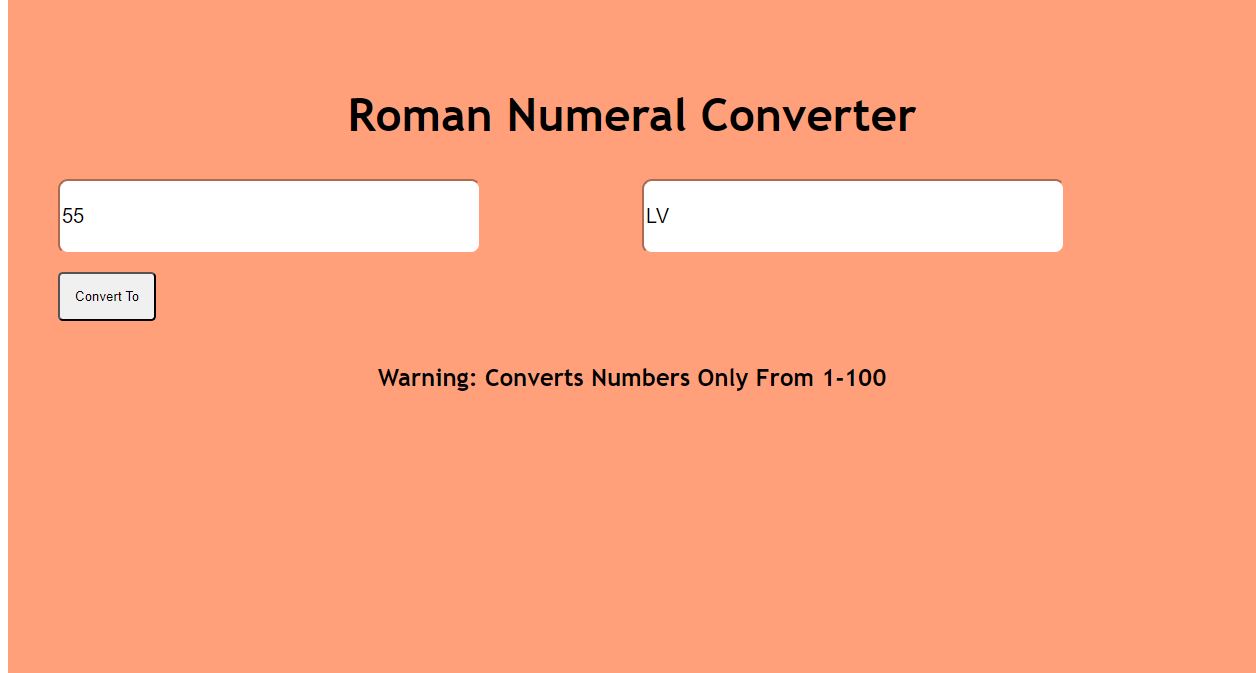 Roman Numeral Converter
55
LV
Convert To
Warning: Converts Numbers Only From 1-100